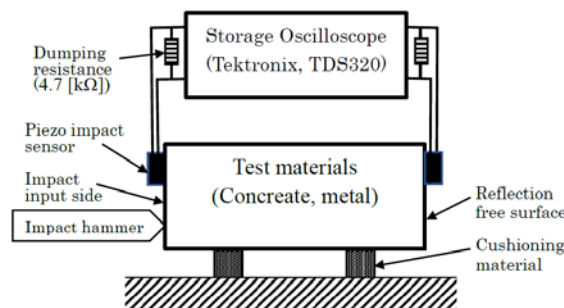 Storage Oscilloscope
(Tektronix, TDS320)
Dumping
resistance
(4.7 [kΩ])
Piezo impact
sensor
Impact
input side
Impact hammer
Test materials
(Concreate, metal)
Reflection
free surface
Cushioning
material